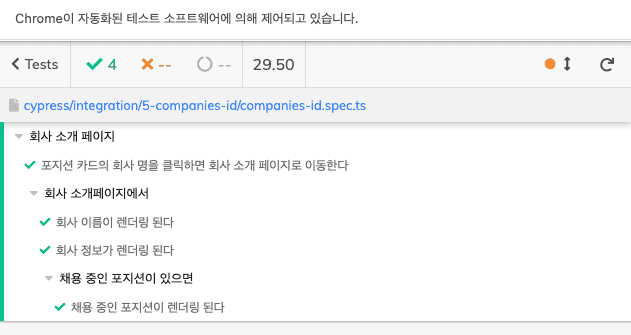 Chrome이 자동화된 테스트 소프트웨어에 의해 제어되고 있습니다.
Tests 4 -- -- 29.50
cypress/integration/5-companies-id/companies-id.spec.ts
회사 소개 페이지
포지션 카드의 회사 명을 클릭하면 회사 소개 페이지로 이동한다
회사 소개페이지에서
회사 이름이 렌더링 된다
회사 정보가 렌더링 된다
채용 중인 포지션이 있으면
채용 중인 포지션이 렌더링 된다